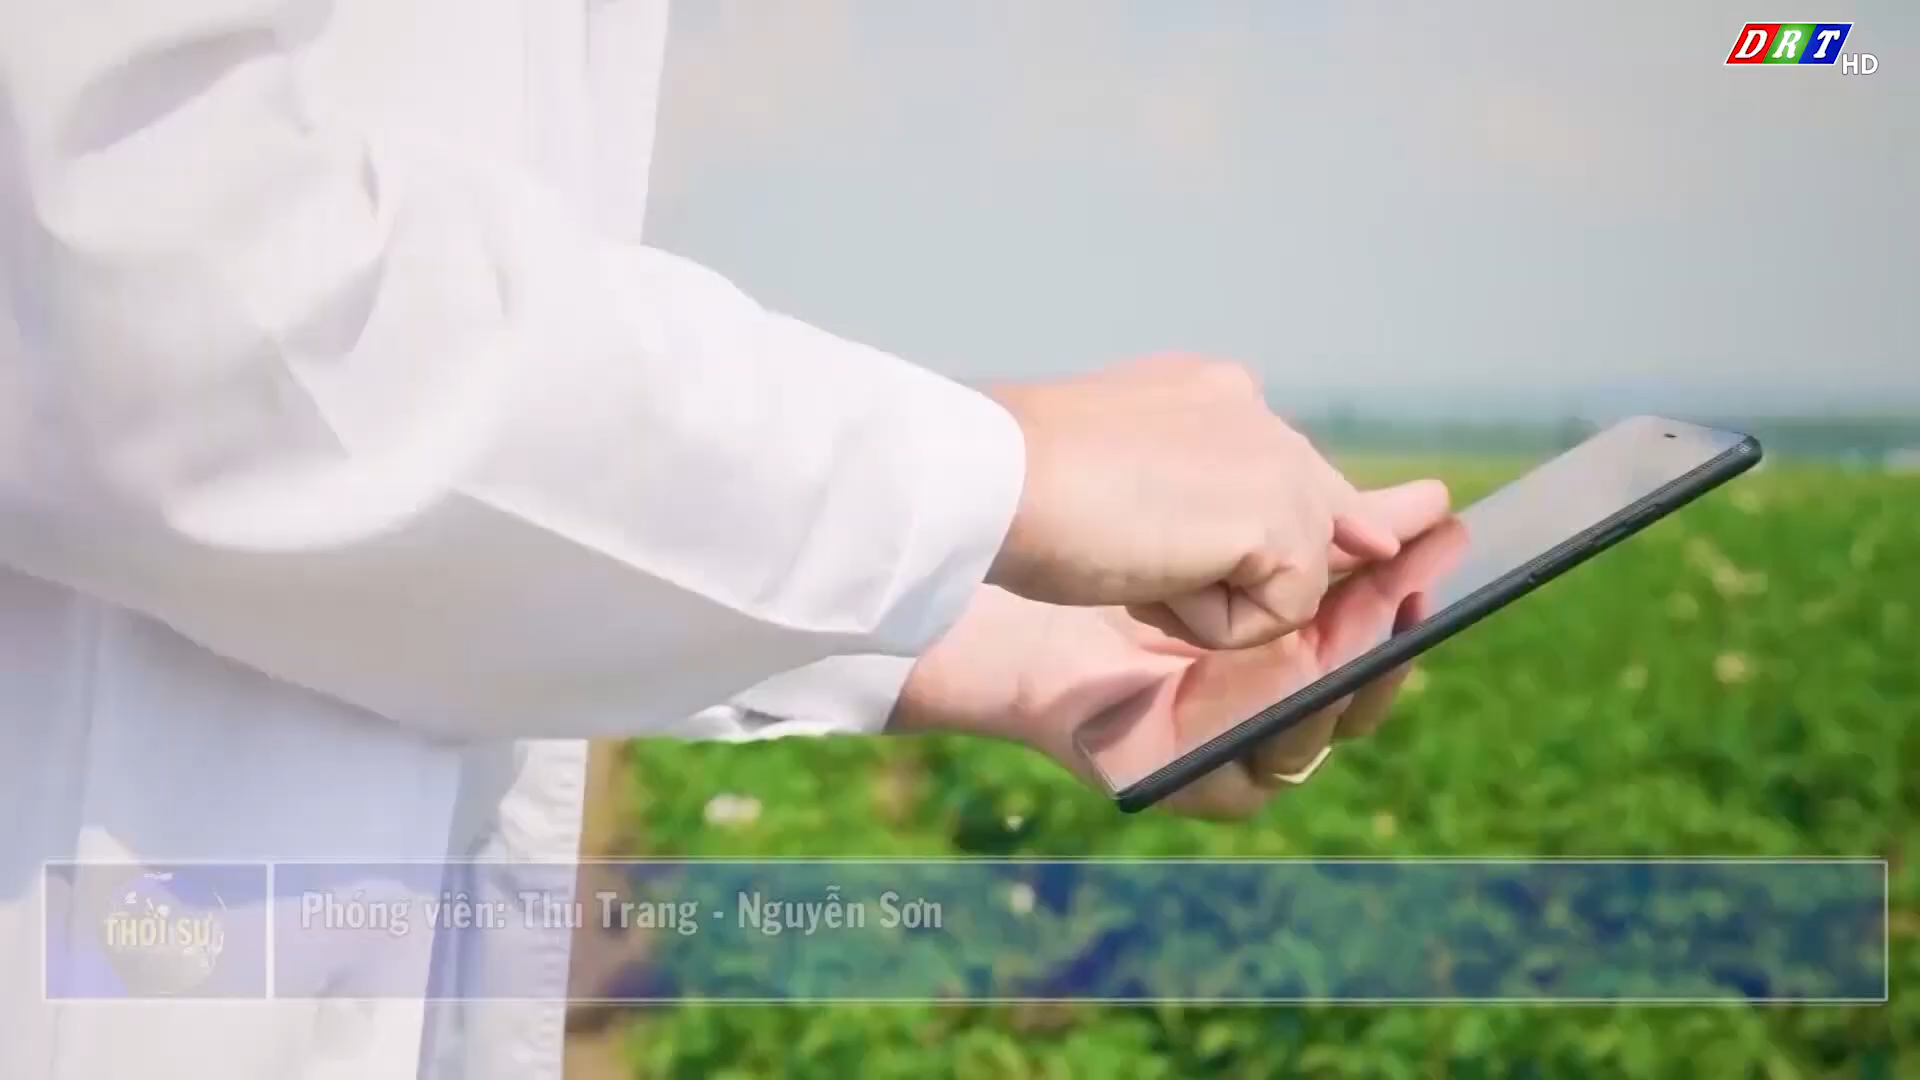 DRT HD
THỜI SỰ
Phóng viên: Thu Trang - Nguyễn Sơn